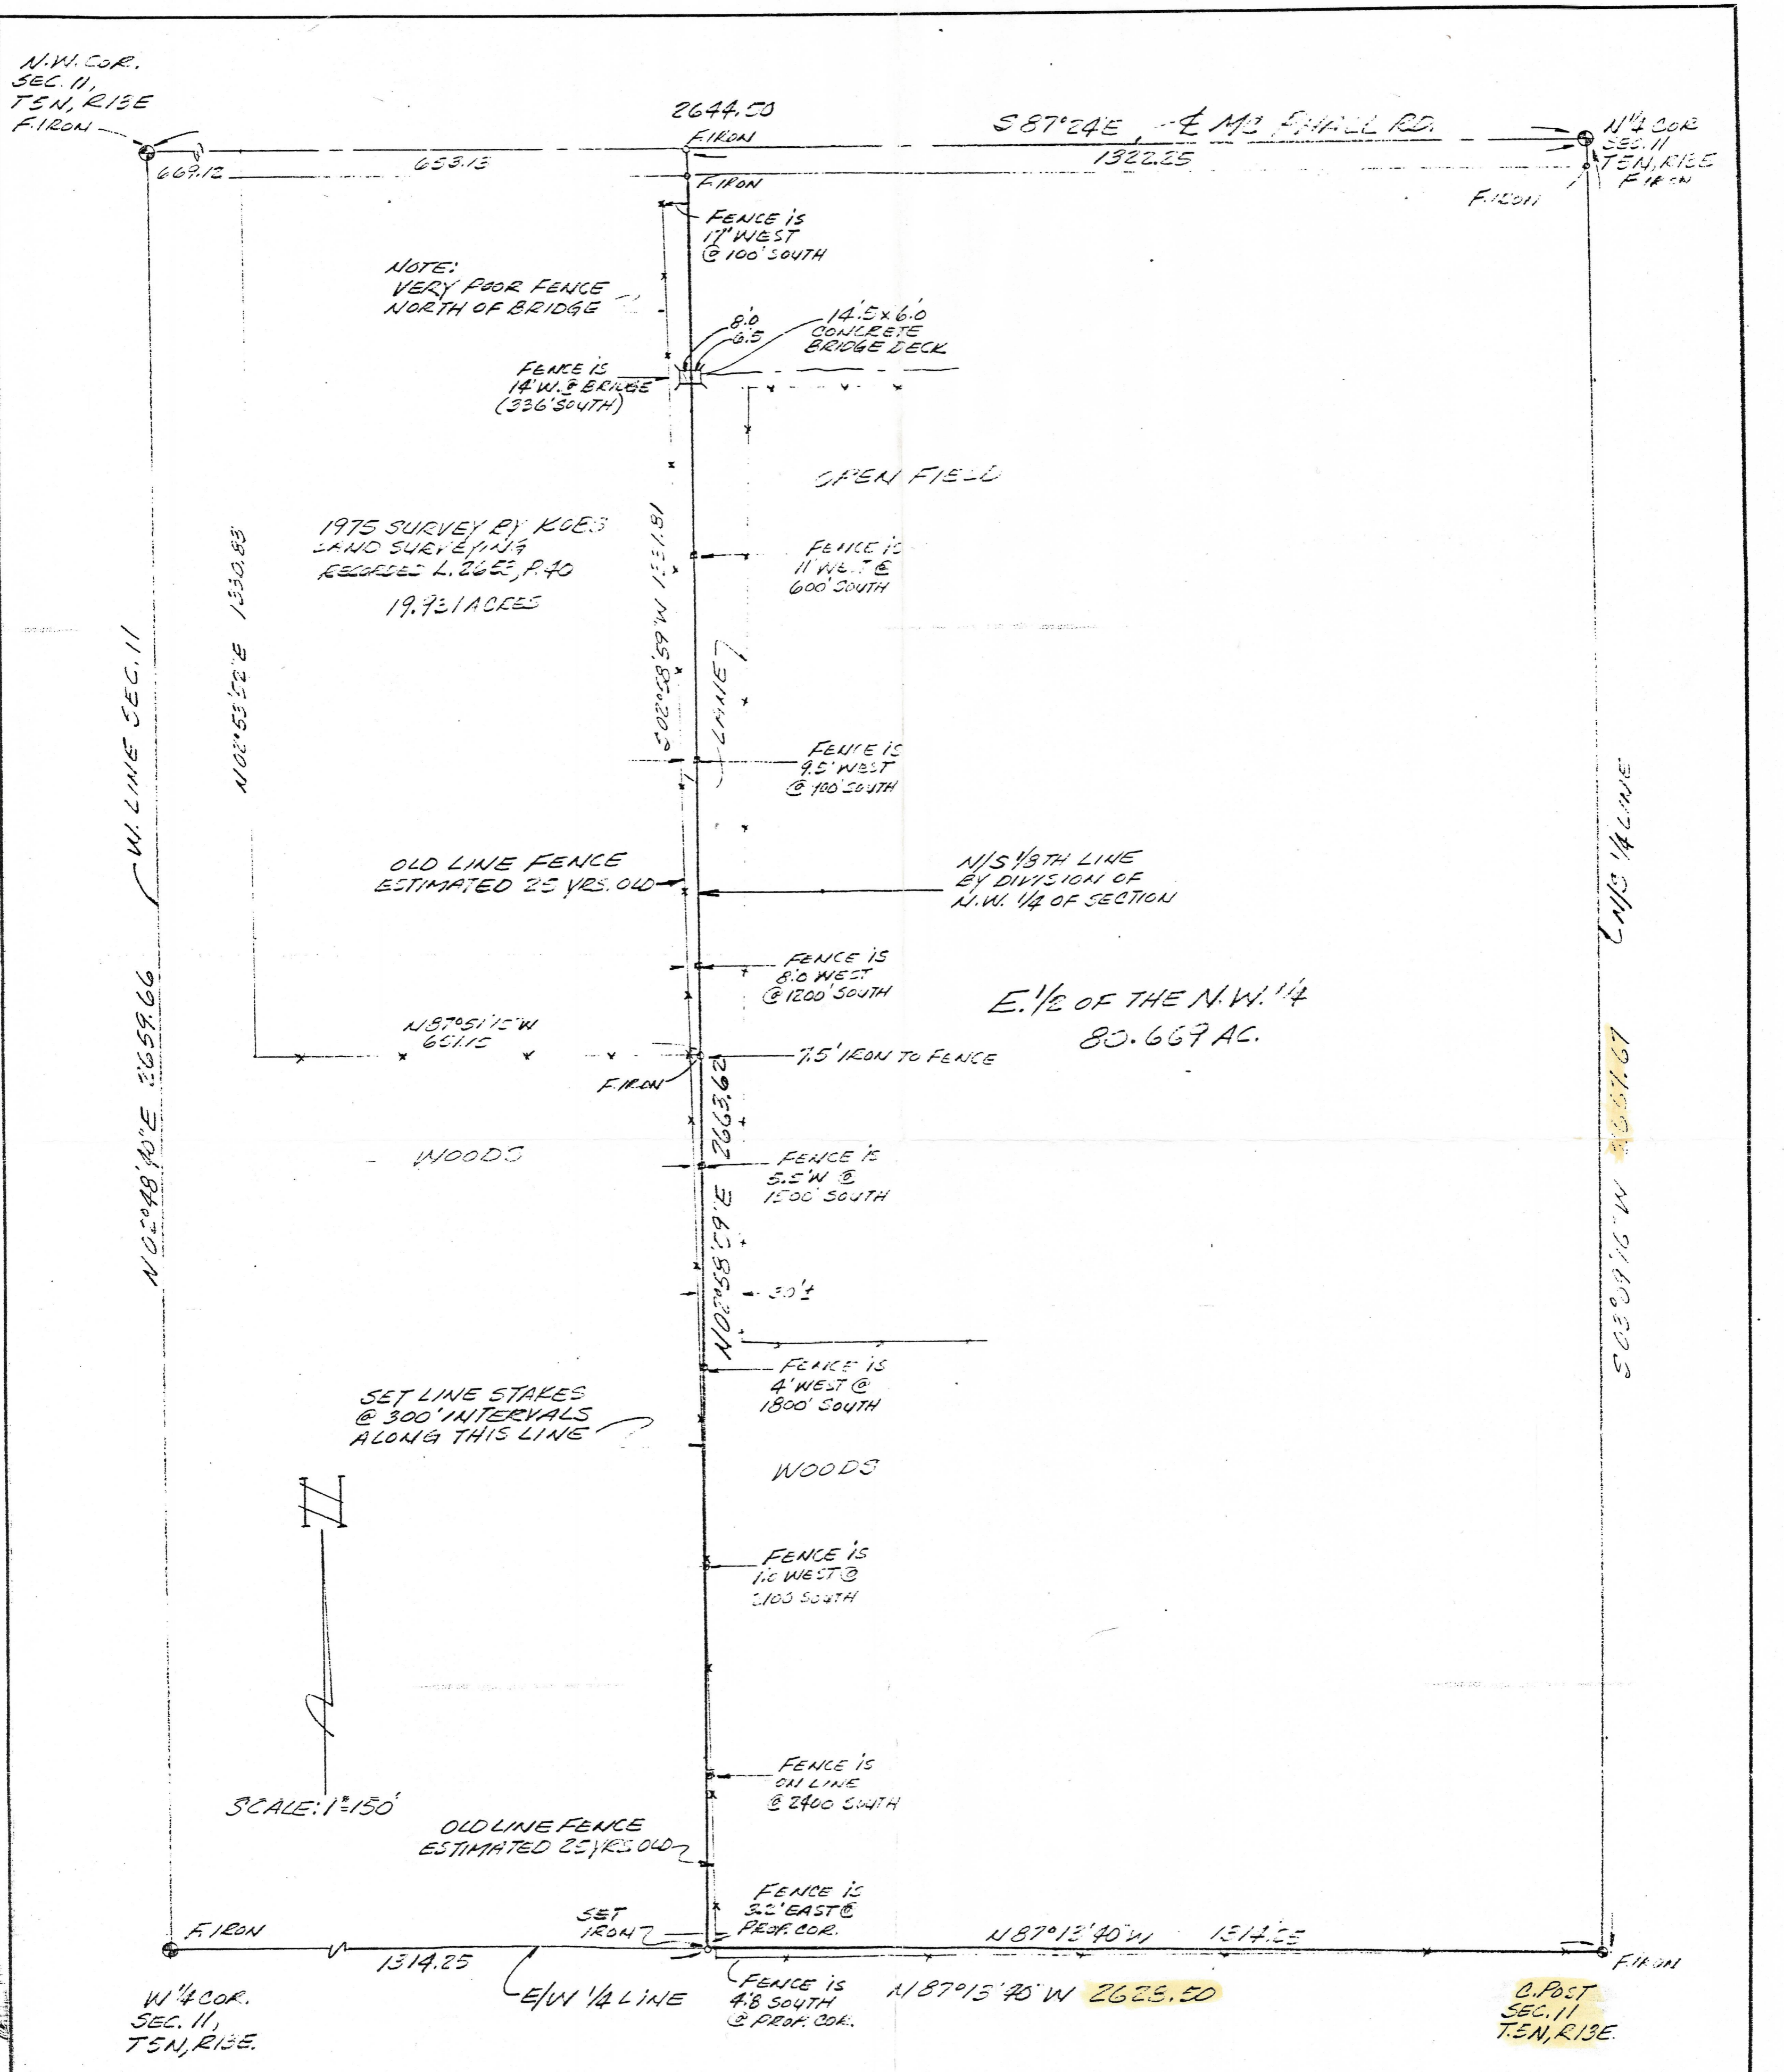 N.W. COR.
SEC. 11,
T5N, R13E
F.IRON
2644.50
F.IRON
S 87°24'E, ℄ MC PHALL RD.
N 1/4 COR
SEC. 11
T5N, R13E
F IRON
669.12
653.13
1322.25
F.IRON
F.IRON
FENCE IS
17' WEST
@ 100' SOUTH
NOTE:
VERY POOR FENCE
NORTH OF BRIDGE
8.0
6.5
14.5 x 6.0
CONCRETE
BRIDGE DECK
FENCE IS
14' W. @ BRIDGE
(336' SOUTH)
OPEN FIELD
1975 SURVEY BY
LAND SURVEYING
RECORDED L. 2653, P.40
19.931 ACRES
N 02°53'52" E 1330.83
S02°58'59"W 1331.81
FENCE IS
11' WEST @
600' SOUTH
LANE
W. LINE SEC. 11
FENCE IS
9.5' WEST
@ 900' SOUTH
OLD LINE FENCE
ESTIMATED 25 YRS. OLD
N/S 1/8TH LINE
BY DIVISION OF
N.W. 1/4 OF SECTION
N/S 1/4 LINE
FENCE IS
8.0 WEST
@ 1200' SOUTH
E. 1/2 OF THE N.W. 1/4
80.669 AC.
N 87°51'15"W
651.15
7.5' IRON TO FENCE
F.IRON
N 02°48'40"E 2659.66
WOODS
N02°58'59"E 2663.62
FENCE IS
5.5'W @
1500' SOUTH
30'±
S 03°09'16" W 2667.67
FENCE IS
4' WEST @
1800' SOUTH
SET LINE STAKES
@ 300' INTERVALS
ALONG THIS LINE
WOODS
N
FENCE IS
1.0 WEST @
2100 SOUTH
FENCE IS
ON LINE
@ 2400 SOUTH
SCALE: 1"=150'
OLD LINE FENCE
ESTIMATED 25 YRS OLD
FENCE IS
3.2' EAST @
PROP. COR.
SET
IRON
F.IRON
1314.25
N 87°13'40"W 1314.25
F.IRON
W 1/4 COR.
SEC. 11,
T5N, R13E.
E/W 1/4 LINE
FENCE IS
4.8 SOUTH
@ PROP. COR.
N 87°13'40" W 2628.50
C. POST
SEC. 11
T.5N, R13E.